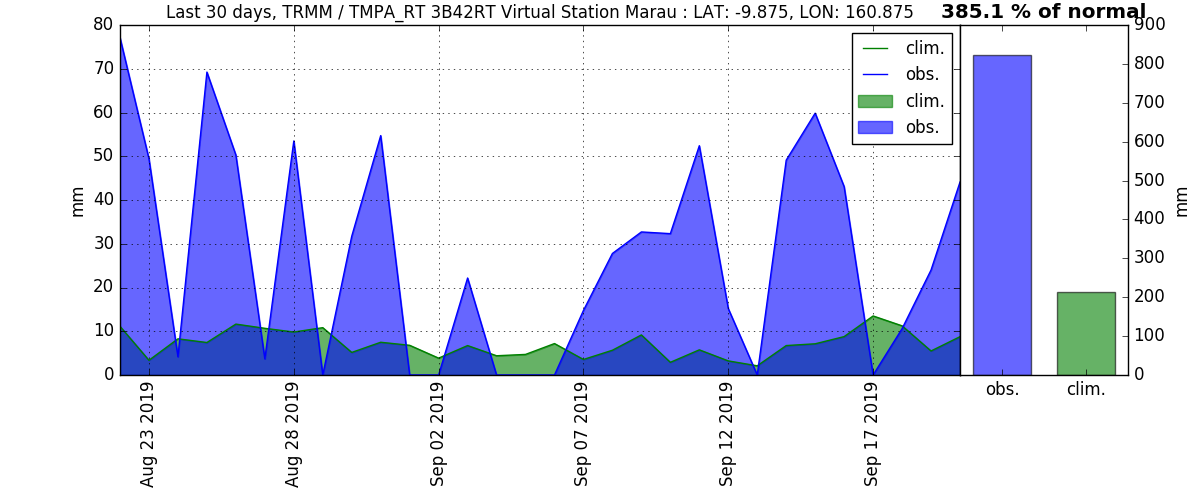 Last 30 days, TRMM / TMPA_RT 3B42RT Virtual Station Marau : LAT: -9.875, LON: 160.875
385.1 % of normal
mm
80
70
60
50
40
30
20
10
0
clim.
obs.
clim.
obs.
900
800
700
600
500
400
300
200
100
0
mm
Aug 23 2019
Aug 28 2019
Sep 02 2019
Sep 07 2019
Sep 12 2019
Sep 17 2019
obs.
clim.